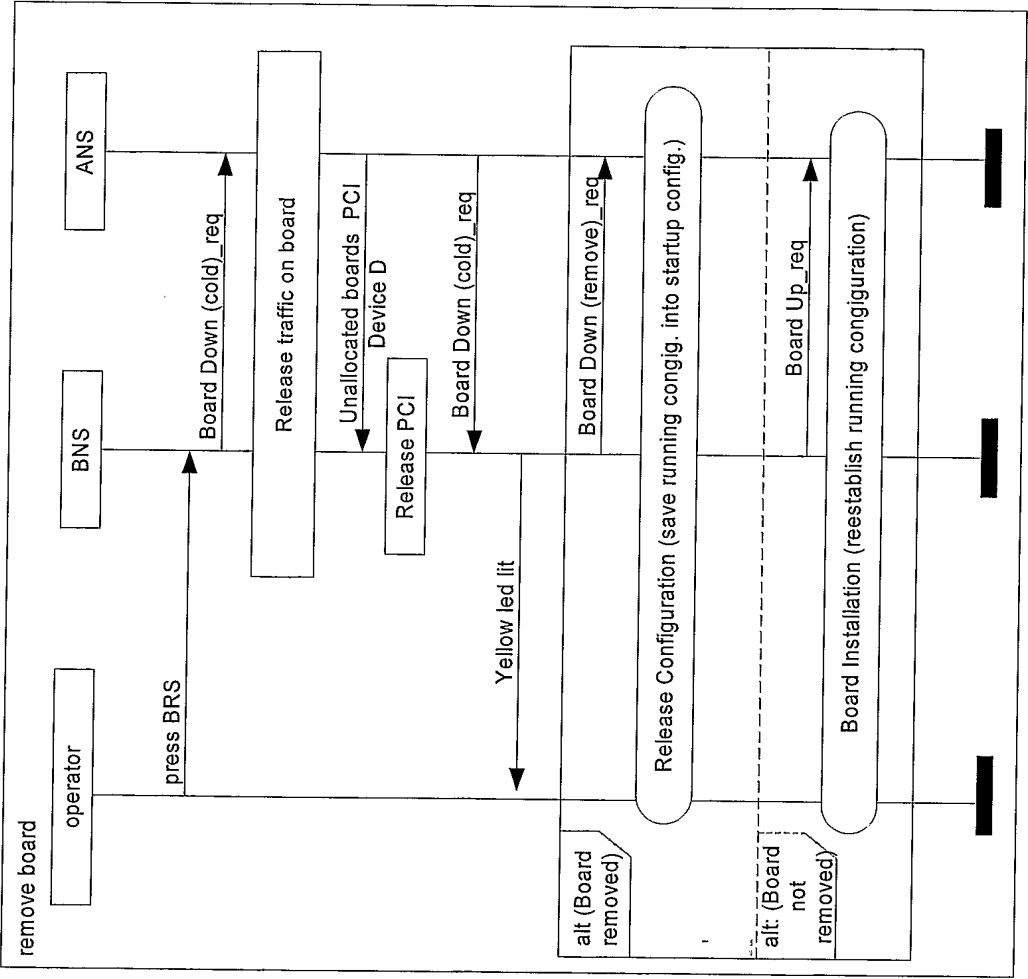 remove board
operator
BNS
ANS
press BRS
Board Down (cold)_req
Release traffic on board
Unallocated boards PCI
Device D
Release PCI
Board Down (cold)_req
Yellow led lit
alt (Board
removed)
Board Down (remove)_req
Release Configuration (save running congig. into startup config.)
alt: (Board
not
removed)
Board Up_req
Board Installation (reestablish running congiguration)